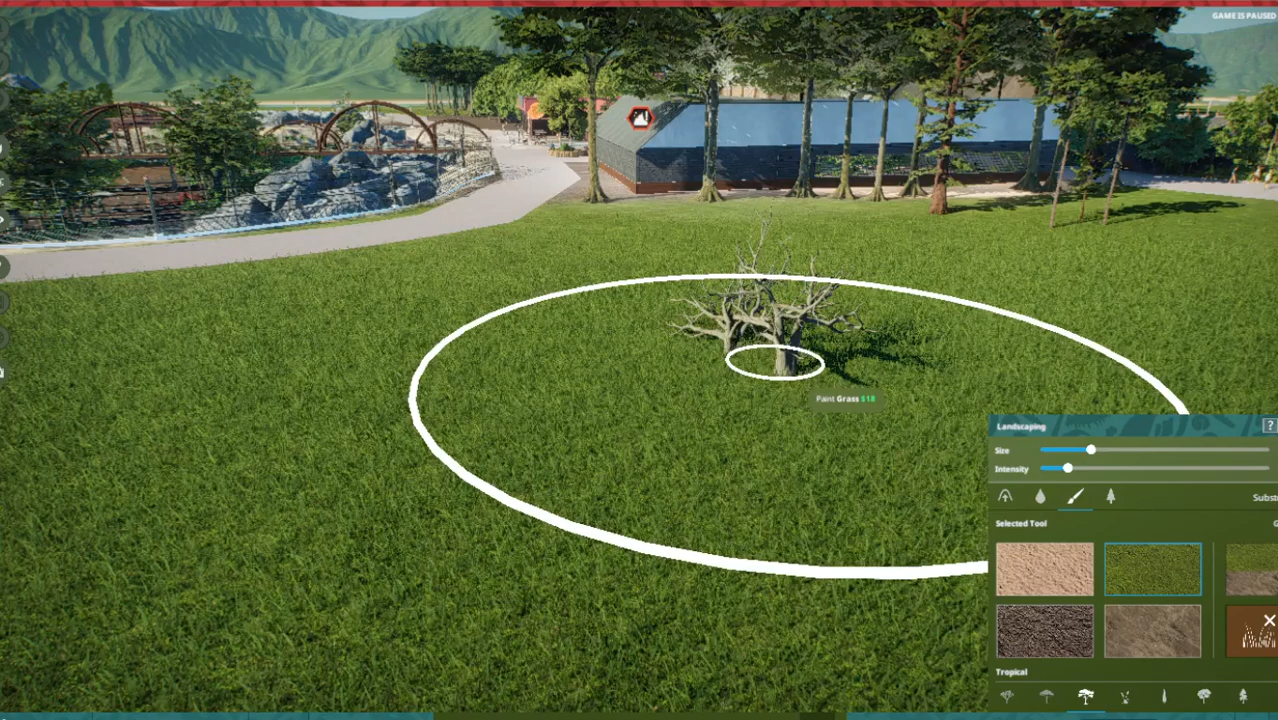 GAME IS PAUSED
Paint Grass $18
Landscaping
?
Size
Intensity
Subst
Selected Tool
G
Tropical